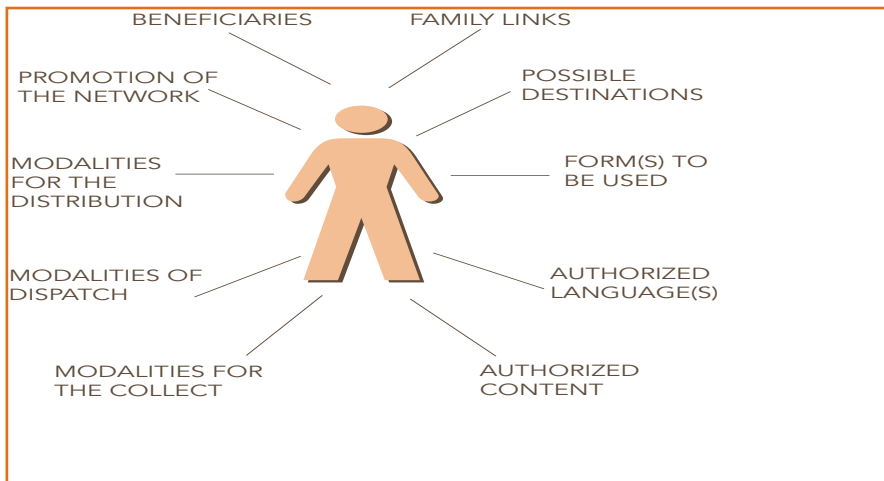 BENEFICIARIES
FAMILY LINKS
PROMOTION OF
THE NETWORK
POSSIBLE
DESTINATIONS
MODALITIES
FOR THE
DISTRIBUTION
FORM(S) TO
BE USED
MODALITIES OF
DISPATCH
AUTHORIZED
LANGUAGE(S)
MODALITIES FOR
THE COLLECT
AUTHORIZED
CONTENT